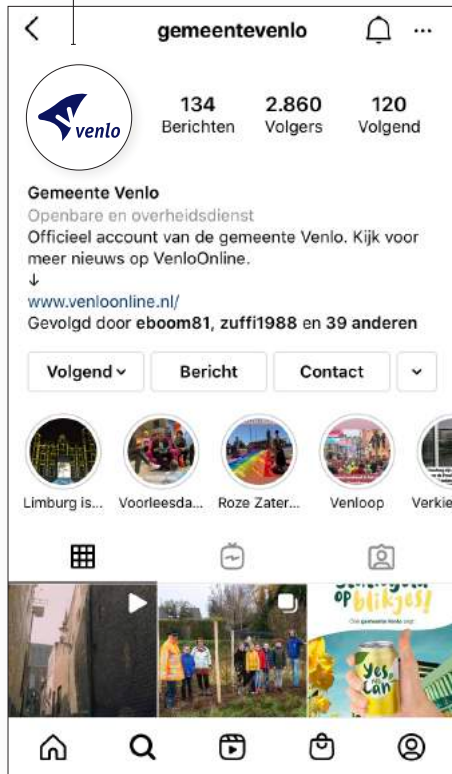 gemeentevenlo
venlo
134 2.860 120
Berichten Volgers Volgend
Gemeente Venlo
Openbare en overheidsdienst
Officieel account van de gemeente Venlo. Kijk voor
meer nieuws op VenloOnline.
↓
www.venloonline.nl/
Gevolgd door eboom81, zuffi1988 en 39 anderen
Volgend Bericht Contact
Limburg is... Voorleesda... Roze Zater... Venloop Verkie
op blikjes!
Yes,
Can